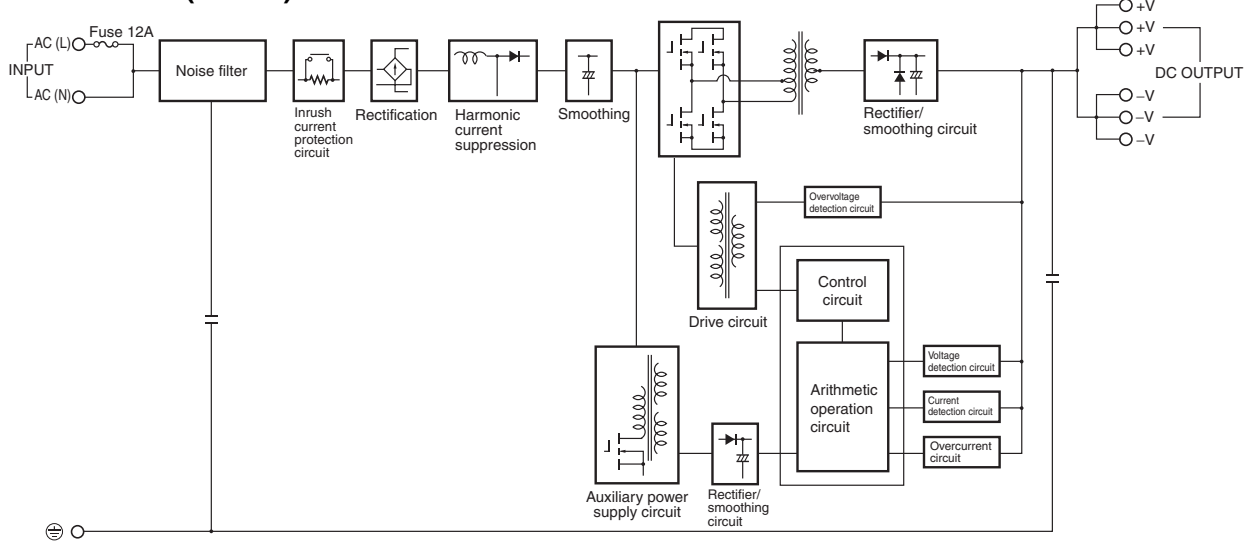 Fuse 12A
AC (L)
INPUT
AC (N)
Noise filter
Inrush
current
protection
circuit
Rectification
Harmonic
current
suppression
Smoothing
Rectifier/
smoothing circuit
+V
+V
+V
DC OUTPUT
–V
–V
–V
Overvoltage
detection circuit
Drive circuit
Control
circuit
Arithmetic
operation
circuit
Voltage
detection circuit
Current
detection circuit
Overcurrent
circuit
Auxiliary power
supply circuit
Rectifier/
smoothing
circuit